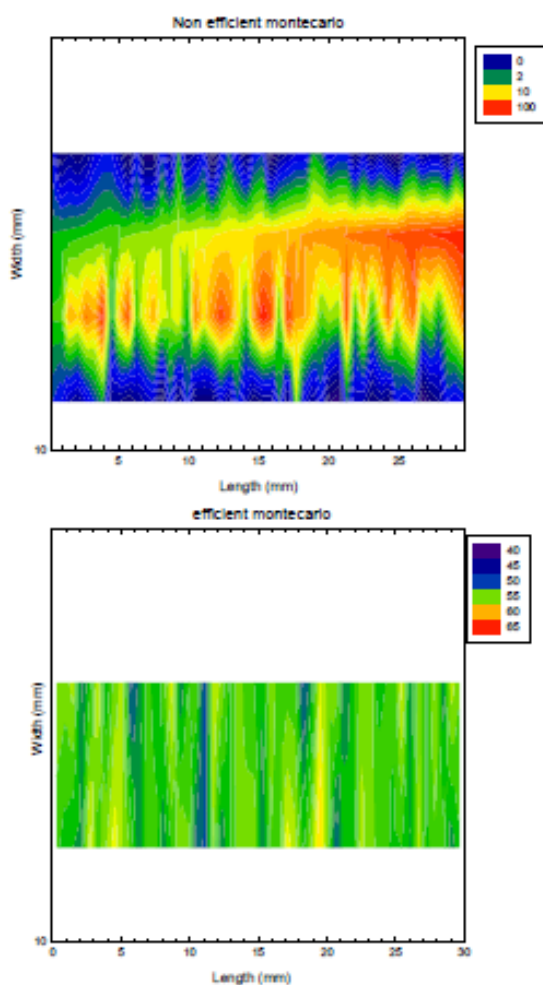 Non efficient montecarlo
0
2
10
100
Width (mm)
10
5 10 15 20 25
Length (mm)
efficient montecarlo
40
45
50
55
60
65
Width (mm)
10
0 5 10 15 20 25 30
Length (mm)